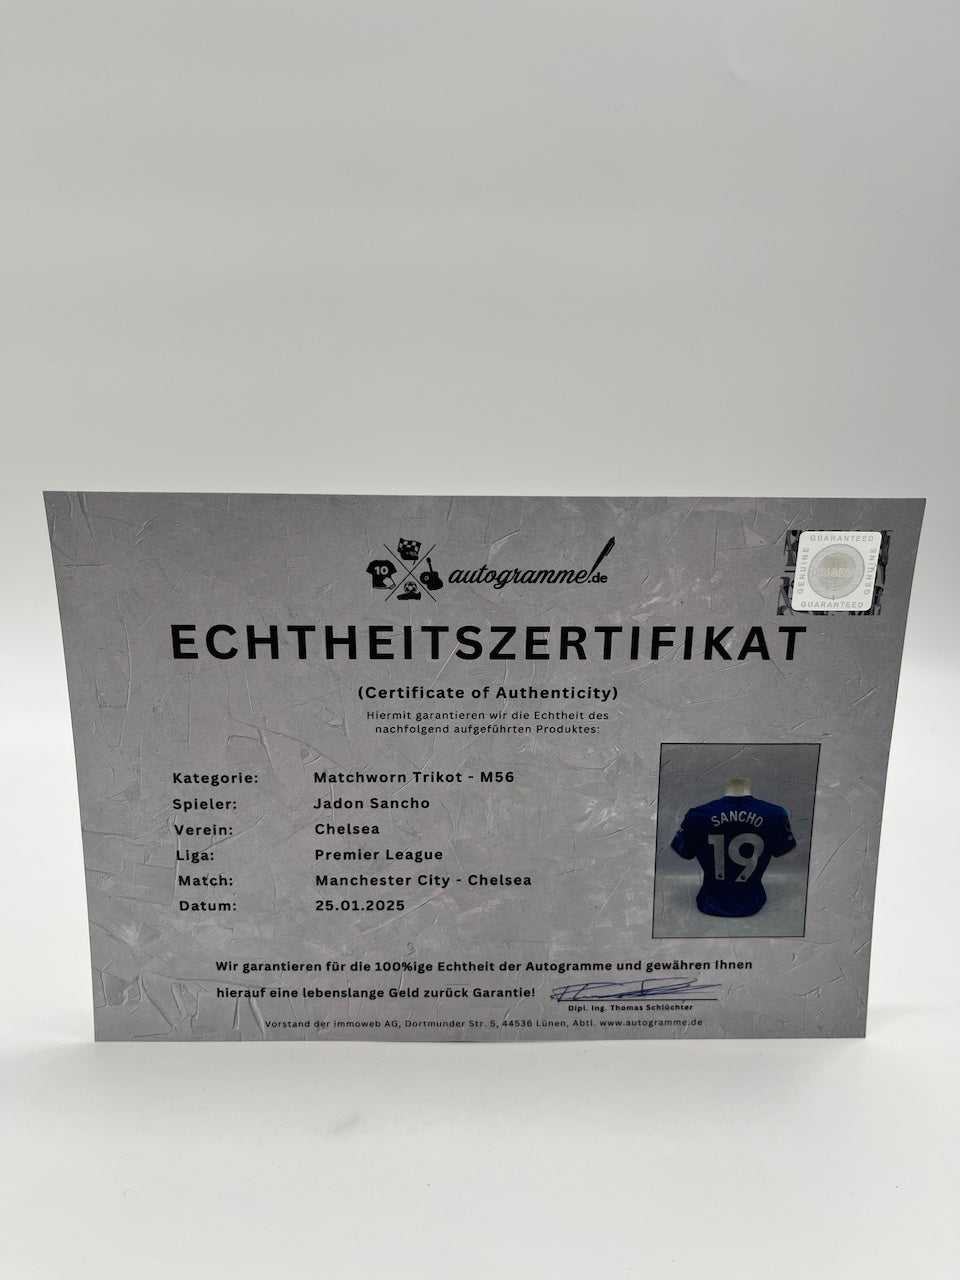 10
autogramme!.de
GUARANTEED
GENUINE
ORIGINAL
GENUINE
GUARANTEED
ECHTHEITSZERTIFIKAT
(Certificate of Authenticity)
Hiermit garantieren wir die Echtheit des
nachfolgend aufgeführten Produktes:
Kategorie: Matchworn Trikot - M56
Spieler: Jadon Sancho
Verein: Chelsea
Liga: Premier League
Match: Manchester City - Chelsea
Datum: 25.01.2025
SANCHO
19
Wir garantieren für die 100%ige Echtheit der Autogramme und gewähren Ihnen
hierauf eine lebenslange Geld zurück Garantie!
Dipl. Ing. Thomas Schlüchter
Vorstand der immoweb AG, Dortmunder Str. 5, 44536 Lünen, Abtl. www.autogramme.de